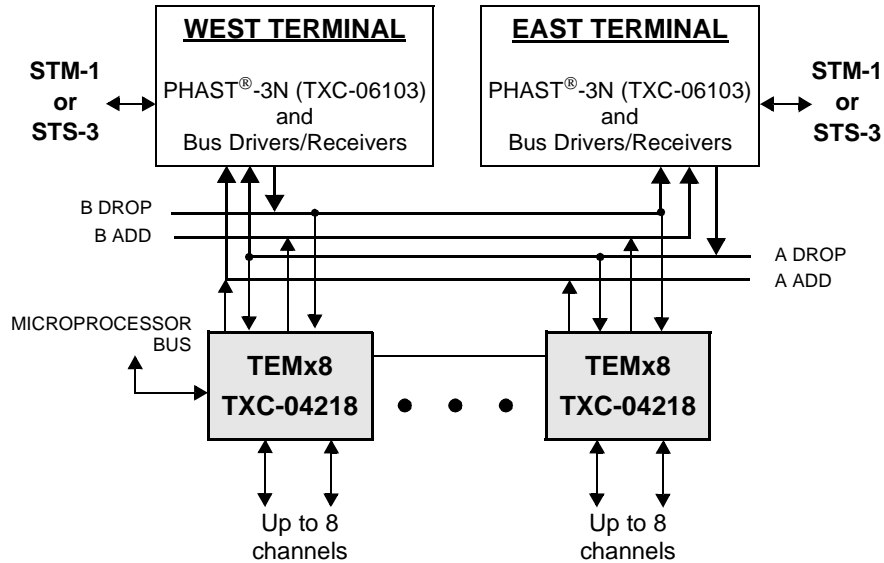 WEST TERMINAL
PHAST®-3N (TXC-06103)
and
Bus Drivers/Receivers
EAST TERMINAL
PHAST®-3N (TXC-06103)
and
Bus Drivers/Receivers
STM-1
or
STS-3
STM-1
or
STS-3
B DROP
B ADD
A DROP
A ADD
MICROPROCESSOR
BUS
TEMx8
TXC-04218
TEMx8
TXC-04218
Up to 8
channels
Up to 8
channels